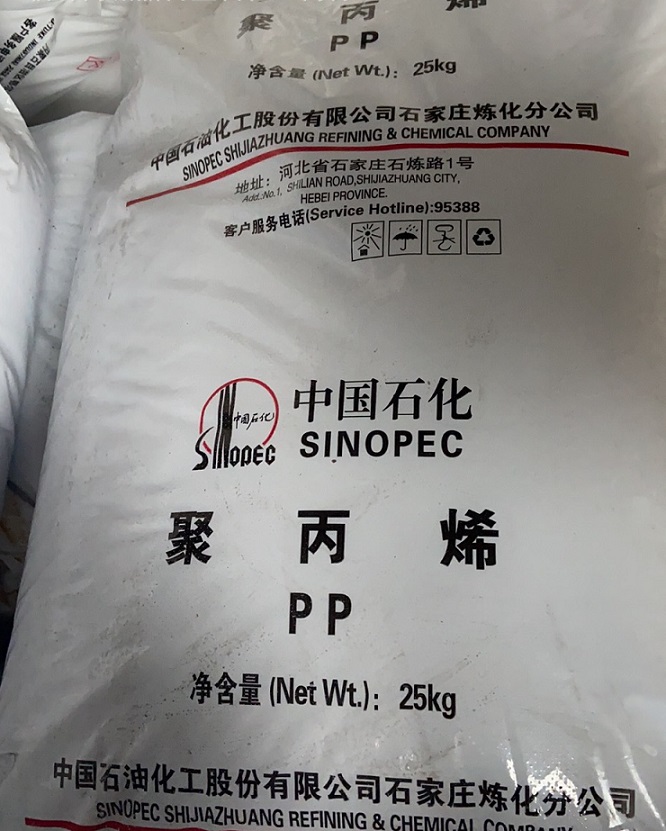 聚 丙 烯
PP
净含量 (Net Wt.): 25kg
中国石油化工股份有限公司石家庄炼化分公司
SINOPEC SHIJIAZHUANG REFINING & CHEMICAL COMPANY
地址：河北省石家庄石炼路1号
Add.:No.1, SHILIAN ROAD,SHIJIAZHUANG CITY,
HEBEI PROVINCE.
客户服务电话(Service Hotline):95388
中国石化
SINOPEC
中国石化
SINOPEC
聚 丙 烯
PP
净含量 (Net Wt.): 25kg
中国石油化工股份有限公司石家庄炼化分公司
SINOPEC SHIJIAZHUANG REFINING & CHEMICAL COMPANY